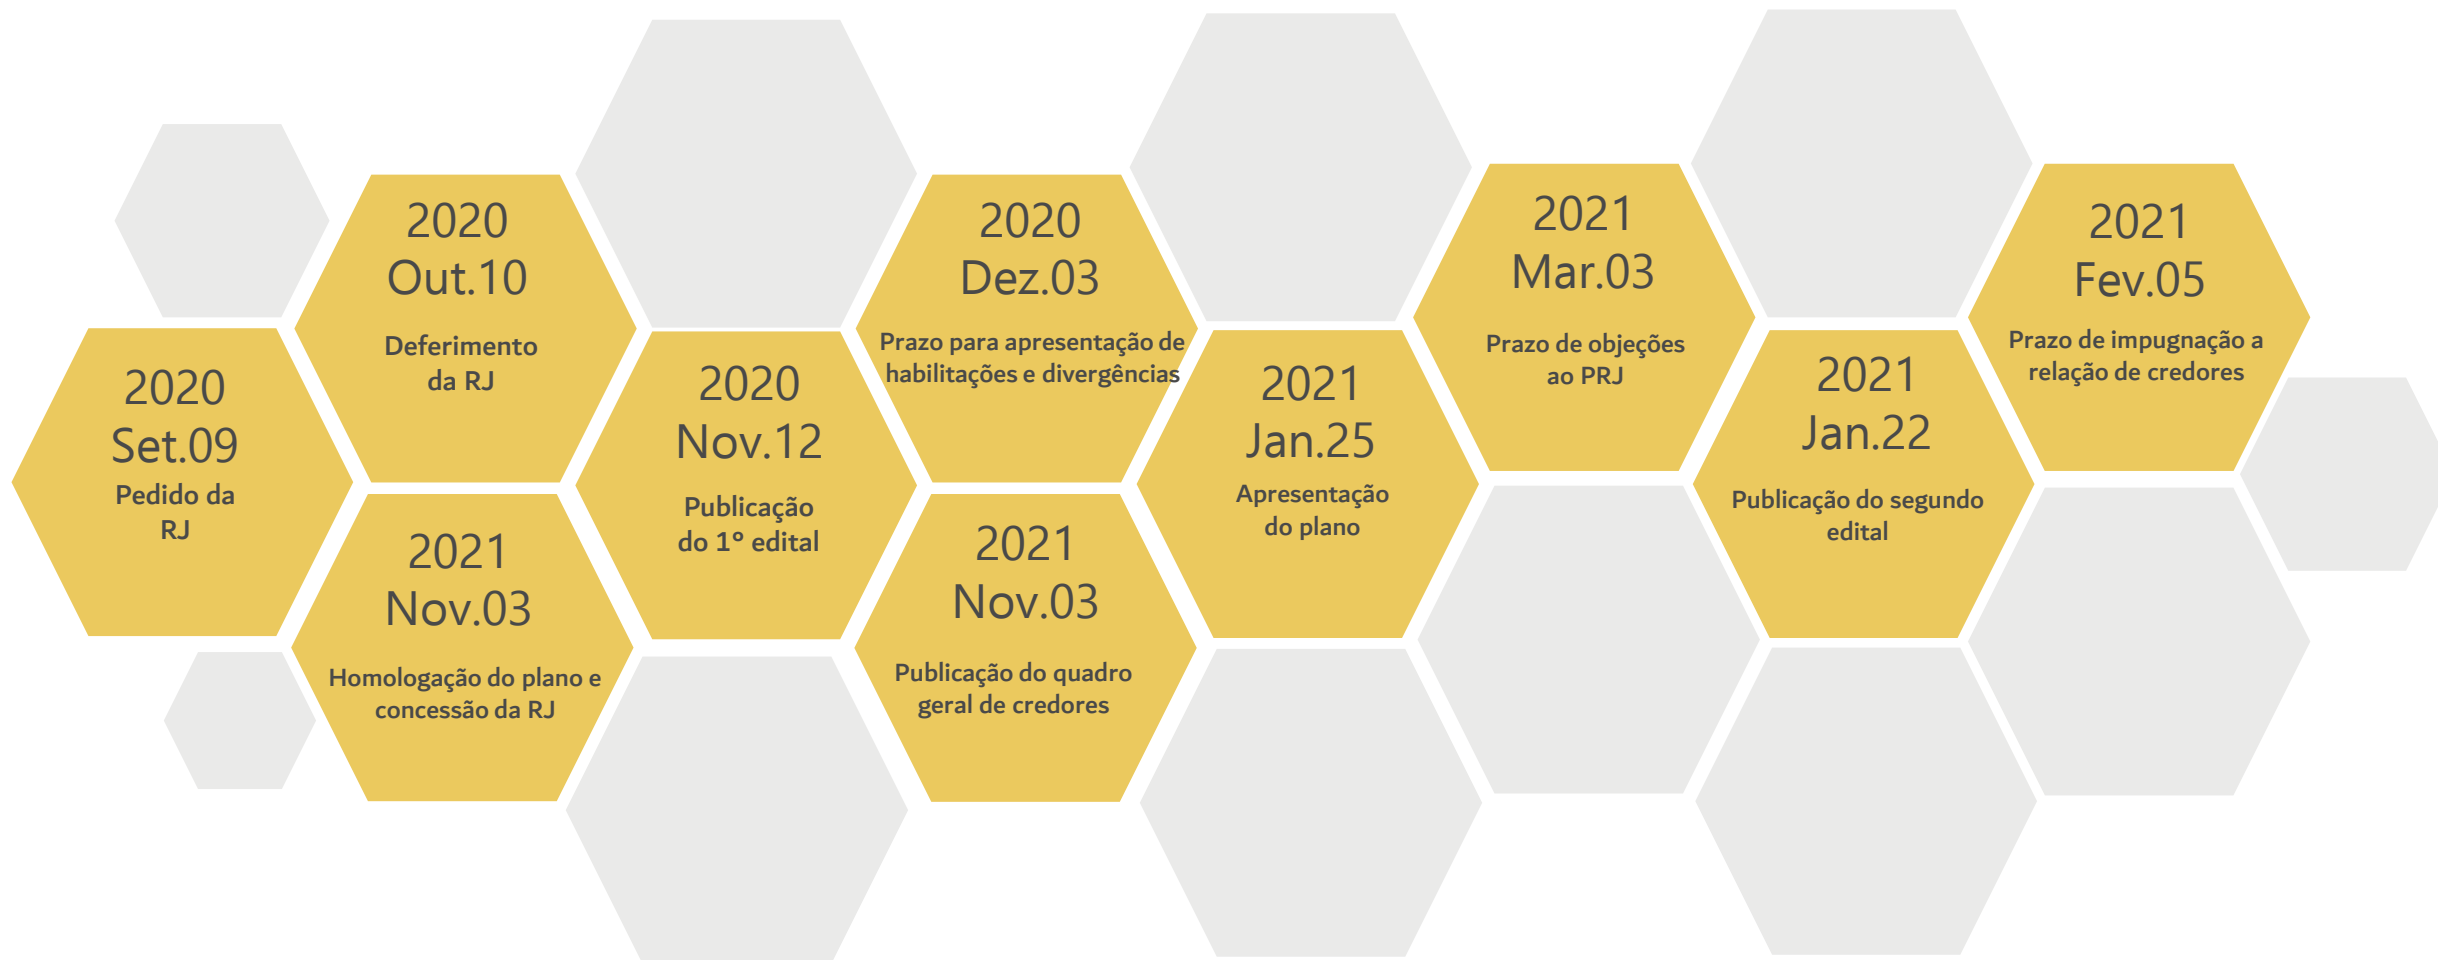 2020
Set.09
Pedido da
RJ
2020
Out.10
Deferimento
da RJ
2021
Nov.03
Homologação do plano e
concessão da RJ
2020
Nov.12
Publicação
do 1º edital
2020
Dez.03
Prazo para apresentação de
habilitações e divergências
2021
Nov.03
Publicação do quadro
geral de credores
2021
Jan.25
Apresentação
do plano
2021
Mar.03
Prazo de objeções
ao PRJ
2021
Jan.22
Publicação do segundo
edital
2021
Fev.05
Prazo de impugnação a
relação de credores